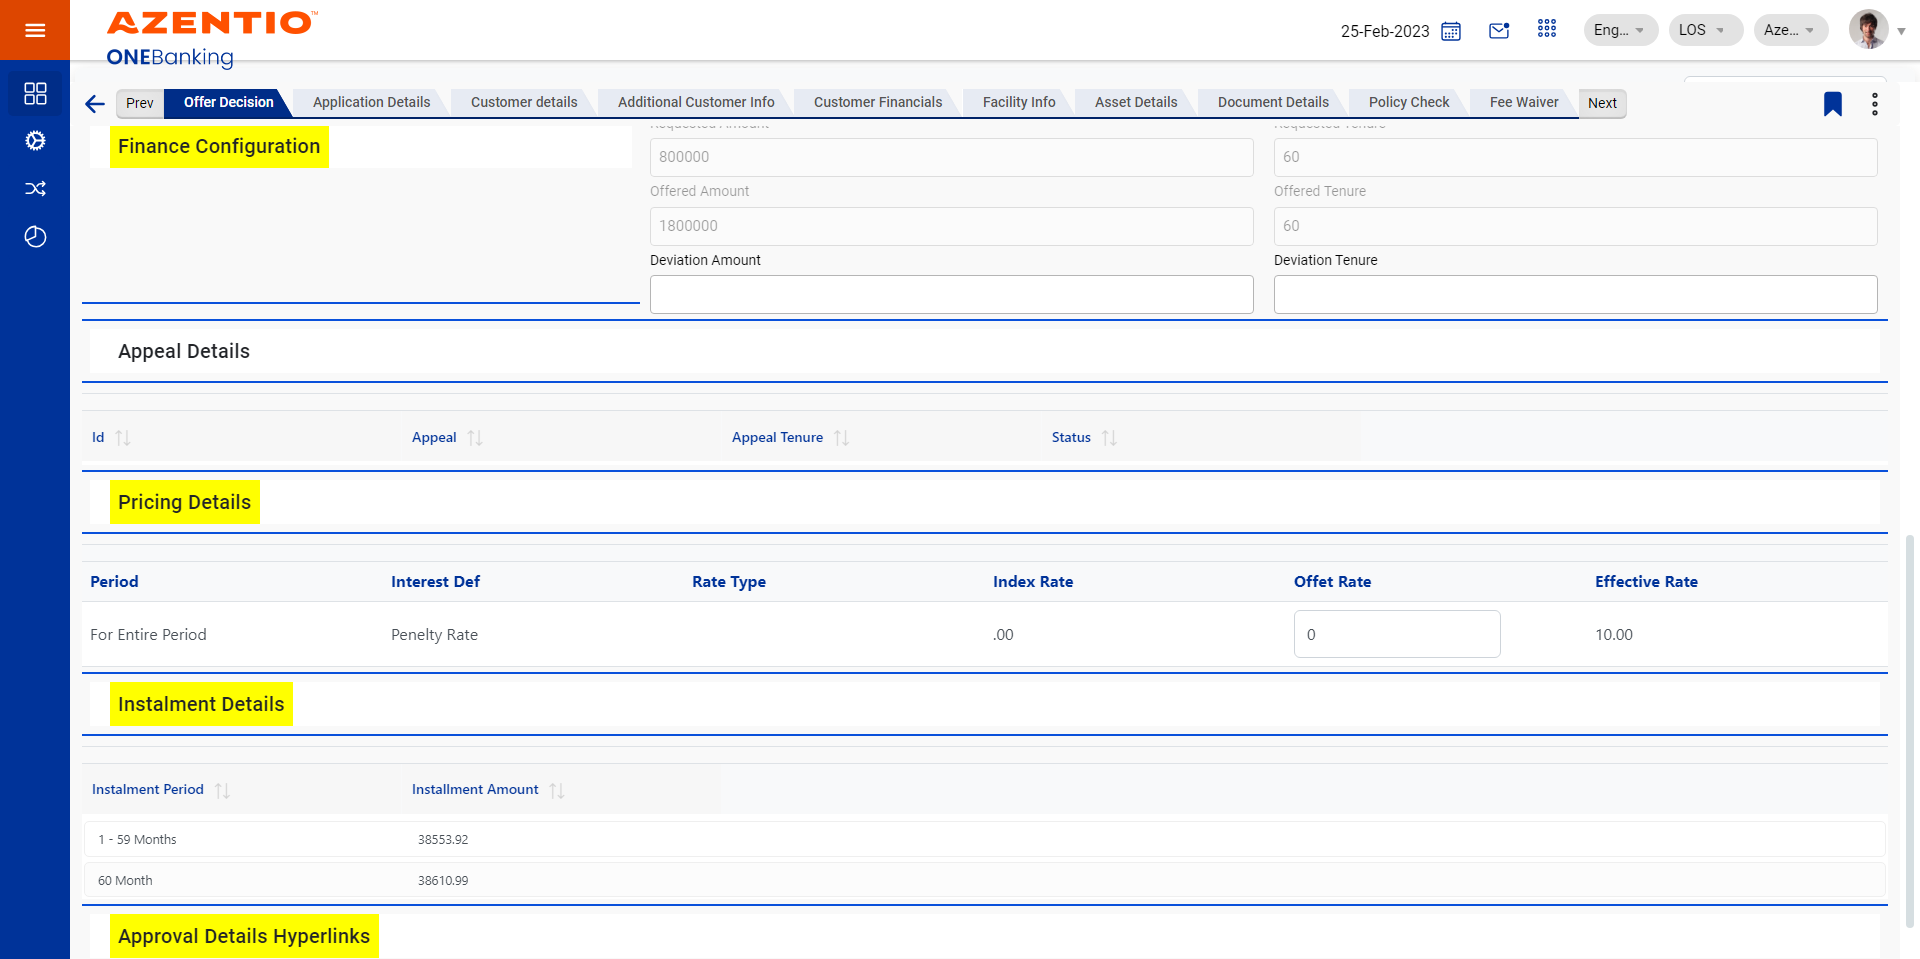 AZENTIO™
ONEBanking
25-Feb-2023
Eng...
LOS
Aze...
Prev
Offer Decision
Application Details
Customer details
Additional Customer Info
Customer Financials
Facility Info
Asset Details
Document Details
Policy Check
Fee Waiver
Next
Finance Configuration
Requested Amount
Requested Tenure
800000
60
Offered Amount
Offered Tenure
1800000
60
Deviation Amount
Deviation Tenure
Appeal Details
Id
Appeal
Appeal Tenure
Status
Pricing Details
Period
Interest Def
Rate Type
Index Rate
Offet Rate
Effective Rate
For Entire Period
Penelty Rate
.00
0
10.00
Instalment Details
Instalment Period
Installment Amount
1 - 59 Months
38553.92
60 Month
38610.99
Approval Details Hyperlinks